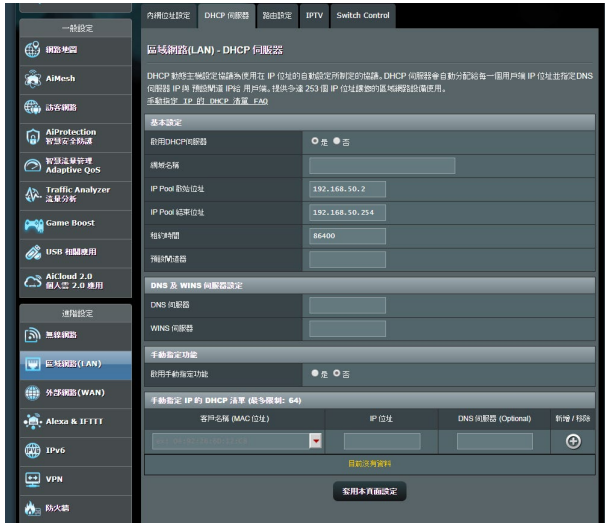 內網位址設定
DHCP 伺服器
路由設定
IPTV
Switch Control
一般設定
網路地圖
AiMesh
訪客網路
AiProtection
智慧安全防護
智慧流量管理
Adaptive QoS
Traffic Analyzer
流量分析
Game Boost
USB 相關應用
AiCloud 2.0
個人雲 2.0 應用
進階設定
無線網路
區域網路(LAN)
外部網路(WAN)
Alexa & IFTTT
IPv6
VPN
防火牆
區域網路(LAN) - DHCP 伺服器
DHCP 動態主機設定協議為使用在 IP 位址的自動設定所制定的協議。DHCP 伺服器會自動分配給每一個用戶端 IP 位址並指定DNS
伺服器 IP 與 預設閘道 IP給 用戶端。提供多達 253 個 IP 位址讓您的區域網路設備使用。
手動指定 IP 的 DHCP 清單 FAQ
基本設定
啟用DHCP伺服器
是
否
網域名稱
IP Pool 起始位址
192.168.50.2
IP Pool 結束位址
192.168.50.254
租約時間
86400
預設閘道器
DNS 及 WINS 伺服器設定
DNS 伺服器
WINS 伺服器
手動指定功能
啟用手動指定功能
是
否
手動指定 IP 的 DHCP 清單 (最多限制: 64)
客戶名稱 (MAC 位址)
IP 位址
DNS 伺服器 (Optional)
新增 / 移除
目前沒有資料
套用本頁面設定